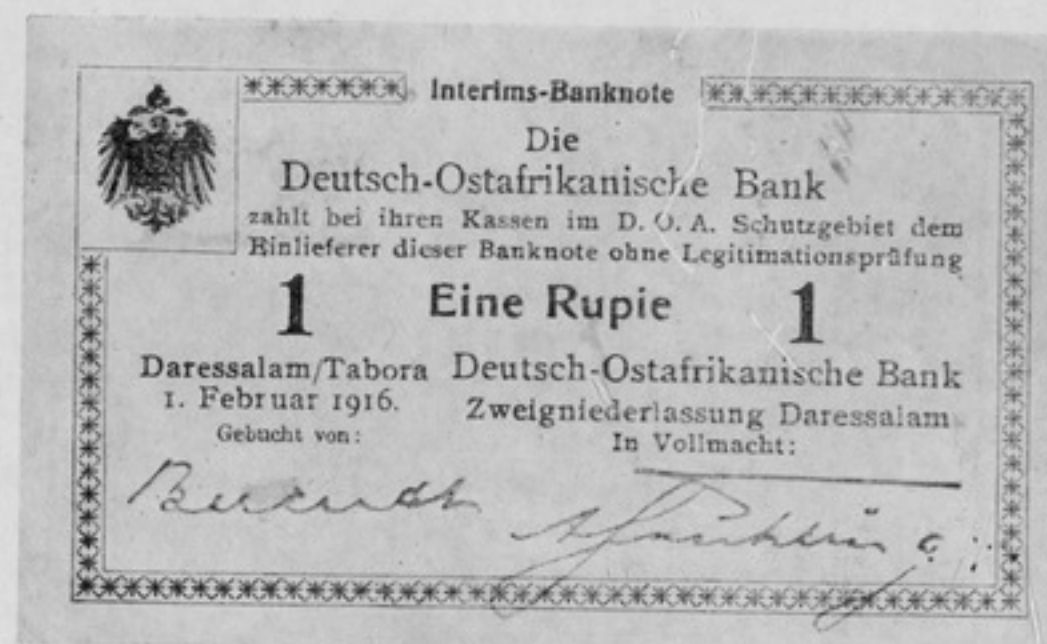 Interims-Banknote
Die
Deutsch-Ostafrikanische Bank
zahlt bei ihren Kassen im D. O. A. Schutzgebiet dem
Einlieferer dieser Banknote ohne Legitimationsprüfung
1 Eine Rupie 1
Daressalam/Tabora
1. Februar 1916.
Gebucht von:
Deutsch-Ostafrikanische Bank
Zweigniederlassung Daressalam
In Vollmacht: